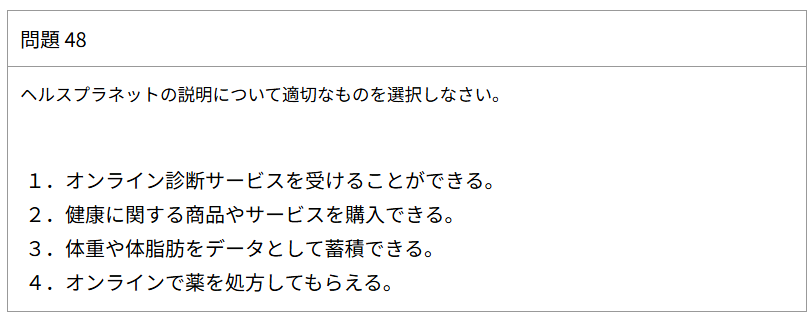 問題 48
ヘルスプラネットの説明について適切なものを選択しなさい。
１．オンライン診断サービスを受けることができる。
２．健康に関する商品やサービスを購入できる。
３．体重や体脂肪をデータとして蓄積できる。
４．オンラインで薬を処方してもらえる。